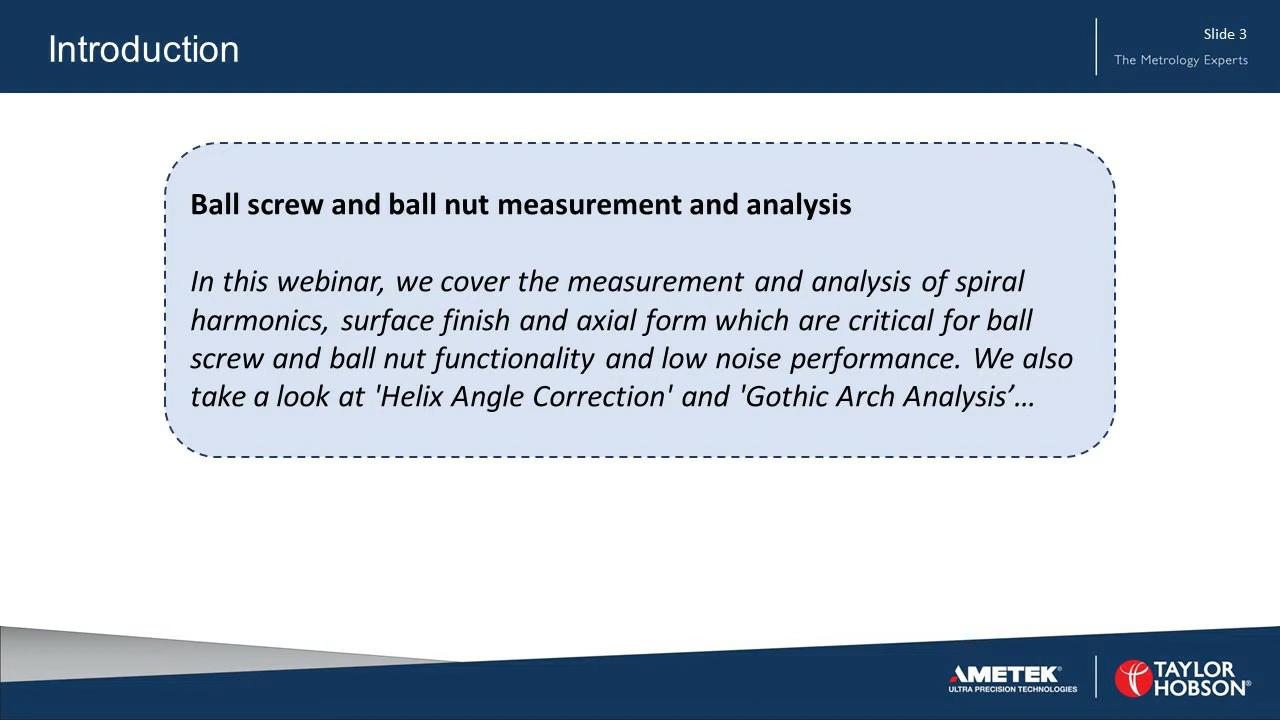 Introduction
Slide 3
The Metrology Experts
Ball screw and ball nut measurement and analysis
In this webinar, we cover the measurement and analysis of spiral
harmonics, surface finish and axial form which are critical for ball
screw and ball nut functionality and low noise performance. We also
take a look at 'Helix Angle Correction' and 'Gothic Arch Analysis’…
AMETEK®
ULTRA PRECISION TECHNOLOGIES
TAYLOR
HOBSON®